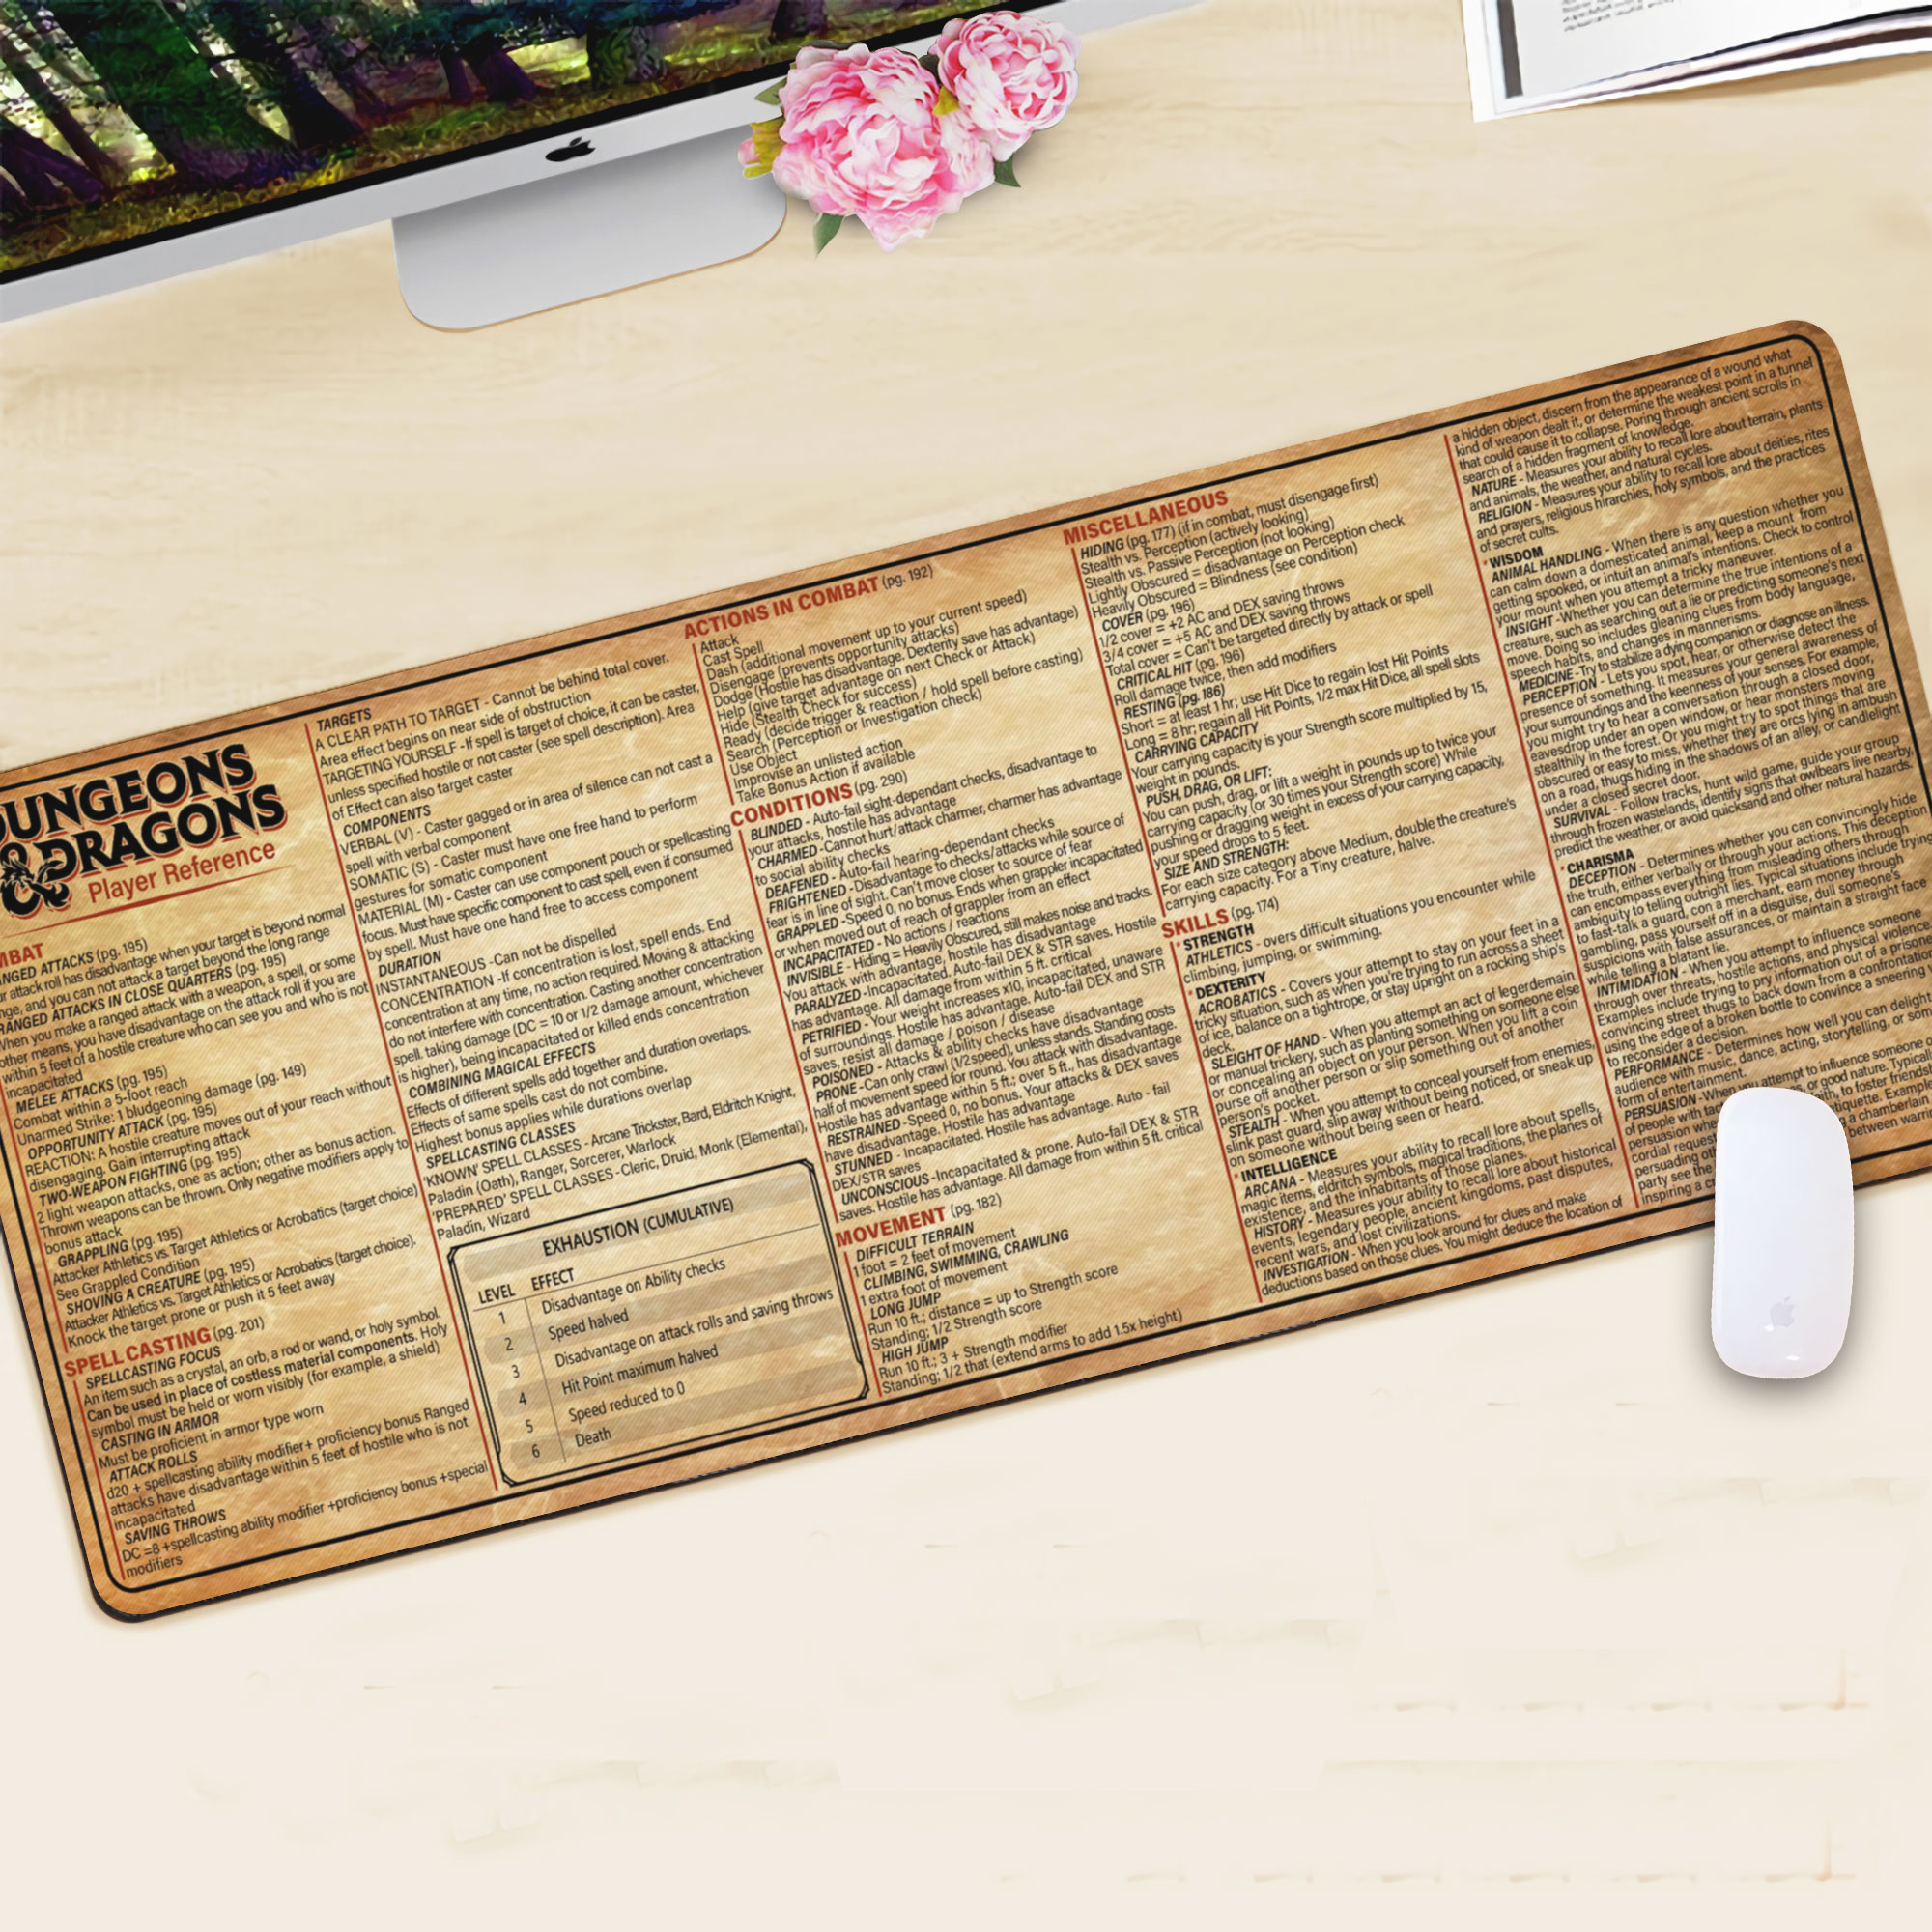 DUNGEONS
& DRAGONS
Player Reference
RANGED ATTACKS (pg. 195)
attack roll has disadvantage when your target is beyond normal
and you can not attack a target beyond the long range
RANGED ATTACKS IN CLOSE QUARTERS (pg. 195)
When you make a ranged attack with a weapon, a spell, or some
other means, you have disadvantage on the attack roll if you are
within 5 feet of a hostile creature who can see you and who is not
incapacitated
MELEE ATTACKS (pg. 195)
Combat within a 5-foot reach
Unarmed Strike: 1 bludgeoning damage (pg. 149)
OPPORTUNITY ATTACK (pg. 195)
REACTION: A hostile creature moves out of your reach without
disengaging. Gain interrupting attack
TWO-WEAPON FIGHTING (pg. 195)
2 light weapon attacks, one as action; other as bonus action.
Thrown weapons can be thrown. Only negative modifiers apply to
bonus attack
GRAPPLING (pg. 195)
Attacker Athletics vs. Target Athletics or Acrobatics (target choice)
See Grappled Condition
SHOVING A CREATURE (pg. 195)
Attacker Athletics vs. Target Athletics or Acrobatics (target choice).
Knock the target prone or push it 5 feet away
SPELL CASTING (pg. 201)
SPELLCASTING FOCUS
An item such as a crystal, an orb, a rod or wand, or holy symbol.
Can be used in place of costless material components. Holy
symbol must be held or worn visibly (for example, a shield)
CASTING IN ARMOR
Must be proficient in armor type worn
ATTACK ROLLS
d20 + spellcasting ability modifier+ proficiency bonus Ranged
attacks have disadvantage within 5 feet of hostile who is not
incapacitated
SAVING THROWS
DC =8 +spellcasting ability modifier +proficiency bonus +special
modifiers
TARGETS
A CLEAR PATH TO TARGET - Cannot be behind total cover.
Area effect begins on near side of obstruction
TARGETING YOURSELF - If spell is target of choice, it can be caster,
unless specified hostile or not caster (see spell description). Area
of Effect can also target caster
COMPONENTS
VERBAL (V) - Caster gagged or in area of silence can not cast a
spell with verbal component
SOMATIC (S) - Caster must have one free hand to perform
gestures for somatic component
MATERIAL (M) - Caster can use component pouch or spellcasting
focus. Must have specific component to cast spell, even if consumed
by spell. Must have one hand free to access component
DURATION
INSTANTANEOUS -Can not be dispelled
CONCENTRATION -If concentration is lost, spell ends. End
concentration at any time, no action required. Moving & attacking
do not interfere with concentration. Casting another concentration
spell. taking damage (DC = 10 or 1/2 damage amount, whichever
is higher), being incapacitated or killed ends concentration
COMBINING MAGICAL EFFECTS
Effects of different spells add together and duration overlaps.
Effects of same spells cast do not combine.
Highest bonus applies while durations overlap
SPELLCASTING CLASSES
'KNOWN' SPELL CLASSES - Arcane Trickster, Bard, Eldritch Knight,
Paladin (Oath), Ranger, Sorcerer, Warlock
'PREPARED' SPELL CLASSES -Cleric, Druid, Monk (Elemental),
Paladin, Wizard
EXHAUSTION (CUMULATIVE)
LEVEL EFFECT
1 Disadvantage on Ability checks
2 Speed halved
3 Disadvantage on attack rolls and saving throws
4 Hit Point maximum halved
5 Speed reduced to 0
6 Death
ACTIONS IN COMBAT (pg. 192)
Attack
Cast Spell
Dash (additional movement up to your current speed)
Disengage (prevents opportunity attacks)
Dodge (Hostile has disadvantage. Dexterity save has advantage)
Help (give target advantage on next Check or Attack)
Hide (Stealth Check for success)
Ready (decide trigger & reaction / hold spell before casting)
Search (Perception or Investigation check)
Use Object
Improvise an unlisted action
Take Bonus Action if available
CONDITIONS (pg. 290)
BLINDED - Auto-fail sight-dependant checks, disadvantage to
your attacks, hostile has advantage
CHARMED -Cannot hurt/attack charmer, charmer has advantage
to social ability checks
DEAFENED - Auto-fail hearing-dependant checks
FRIGHTENED -Disadvantage to checks/attacks while source of
fear is in line of sight. Can't move closer to source of fear
GRAPPLED -Speed 0, no bonus. Ends when grappler incapacitated
or when moved out of reach of grappler from an effect
INCAPACITATED - No actions / reactions
INVISIBLE - Hiding = Heavily Obscured, still makes noise and tracks.
You attack with advantage, hostile has disadvantage
PARALYZED -Incapacitated. Auto-fail DEX & STR saves. Hostile
has advantage. All damage from within 5 ft. critical
PETRIFIED - Your weight increases x10, incapacitated, unaware
of surroundings. Hostile has advantage. Auto-fail DEX and STR
saves, resist all damage / poison / disease
POISONED - Attacks & ability checks have disadvantage
PRONE -Can only crawl (1/2 speed), unless stands. Standing costs
half of movement speed for round. You attack with disadvantage.
Hostile has advantage within 5 ft.; over 5 ft., has disadvantage
RESTRAINED -Speed 0, no bonus. Your attacks & DEX saves
have disadvantage. Hostile has advantage
STUNNED - Incapacitated. Hostile has advantage. Auto - fail
DEX/STR saves
UNCONSCIOUS -Incapacitated & prone. Auto-fail DEX & STR
saves. Hostile has advantage. All damage from within 5 ft. critical
MOVEMENT (pg. 182)
DIFFICULT TERRAIN
1 foot = 2 feet of movement
CLIMBING, SWIMMING, CRAWLING
1 extra foot of movement
LONG JUMP
Run 10 ft.; distance = up to Strength score
Standing: 1/2 Strength score
HIGH JUMP
Run 10 ft.; 3 + Strength modifier
Standing; 1/2 that (extend arms to add 1.5x height)
MISCELLANEOUS
HIDING (pg. 177) (if in combat, must disengage first)
Stealth vs. Perception (actively looking)
Stealth vs. Passive Perception (not looking)
Lightly Obscured = disadvantage on Perception check
Heavily Obscured = Blindness (see condition)
COVER (pg. 196)
1/2 cover = +2 AC and DEX saving throws
3/4 cover = +5 AC and DEX saving throws
Total cover = Can't be targeted directly by attack or spell
CRITICAL HIT (pg. 196)
Roll damage twice, then add modifiers
RESTING (pg. 186)
Short = at least 1 hr; use Hit Dice to regain lost Hit Points
Long = 8 hr; regain all Hit Points, 1/2 max Hit Dice, all spell slots
CARRYING CAPACITY
Your carrying capacity is your Strength score multiplied by 15,
weight in pounds.
PUSH, DRAG, OR LIFT:
You can push, drag, or lift a weight in pounds up to twice your
carrying capacity (or 30 times your Strength score) While
pushing or dragging weight in excess of your carrying capacity,
your speed drops to 5 feet.
SIZE AND STRENGTH:
For each size category above Medium, double the creature's
carrying capacity. For a Tiny creature, halve.
SKILLS (pg. 174)
*STRENGTH
ATHLETICS - overs difficult situations you encounter while
climbing, jumping, or swimming.
*DEXTERITY
ACROBATICS - Covers your attempt to stay on your feet in a
tricky situation, such as when you're trying to run across a sheet
of ice, balance on a tightrope, or stay upright on a rocking ship's
deck.
SLEIGHT OF HAND - When you attempt an act of legerdemain
or manual trickery, such as planting something on someone else
or concealing an object on your person. When you lift a coin
purse off another person or slip something out of another
person's pocket.
STEALTH - When you attempt to conceal yourself from enemies,
slink past guard, slip away without being noticed, or sneak up
on someone without being seen or heard.
*INTELLIGENCE
ARCANA - Measures your ability to recall lore about spells,
magic items, eldritch symbols, magical traditions, the planes of
existence, and the inhabitants of those planes.
HISTORY - Measures your ability to recall lore about historical
events, legendary people, ancient kingdoms, past disputes,
recent wars, and lost civilizations.
INVESTIGATION - When you look around for clues and make
deductions based on those clues. You might deduce the location of
a hidden object, discern from the appearance of a wound what
kind of weapon dealt it, or determine the weakest point in a tunnel
that could cause it to collapse. Poring through ancient scrolls in
search of a hidden fragment of knowledge.
NATURE - Measures your ability to recall lore about terrain, plants
and animals, the weather, and natural cycles.
RELIGION - Measures your ability to recall lore about deities, rites
and prayers, religious hirarchies, holy symbols, and the practices
of secret cults.
*WISDOM
ANIMAL HANDLING - When there is any question whether you
can calm down a domesticated animal, keep a mount from
getting spooked, or intuit an animal's intentions. Check to control
your mount when you attempt a tricky maneuver.
INSIGHT -Whether you can determine the true intentions of a
creature, such as searching out a lie or predicting someone's next
move. Doing so includes gleaning clues from body language,
speech habits, and changes in mannerisms.
MEDICINE -Try to stabilize a dying companion or diagnose an illness.
PERCEPTION - Lets you spot, hear, or otherwise detect the
presence of something. It measures your general awareness of
your surroundings and the keenness of your senses. For example,
you might try to hear a conversation through a closed door,
eavesdrop under an open window, or hear monsters moving
stealthily in the forest. Or you might try to spot things that are
obscured or easy to miss, whether they are orcs lying in ambush
on a road, thugs hiding in the shadows of an alley, or candlelight
under a closed secret door.
SURVIVAL - Follow tracks, hunt wild game, guide your group
through frozen wastelands, identify signs that owlbears live nearby,
predict the weather, or avoid quicksand and other natural hazards.
*CHARISMA
DECEPTION - Determines whether you can convincingly hide
the truth, either verbally or through your actions. This deception
can encompass everything from misleading others through
ambiguity to telling outright lies. Typical situations include trying
to fast-talk a guard, con a merchant, earn money through
gambling, pass yourself off in a disguise, dull someone's
suspicions with false assurances, or maintain a straight face
while telling a blatant lie.
INTIMIDATION - When you attempt to influence someone
through over threats, hostile actions, and physical violence.
Examples include trying to pry information out of a prisoner
convincing street thugs to back down from a confrontation
using the edge of a broken bottle to convince a sneering
to reconsider a decision.
PERFORMANCE - Determines how well you can delight
audience with music, dance, acting, storytelling, or som
form of entertainment.
PERSUASION -When you attempt to influence someone
of people with tact or good nature. Typical
persuasion whe to foster friends
cordial reques Exam
persuading ot a chamberlain
party see the between
inspiring a